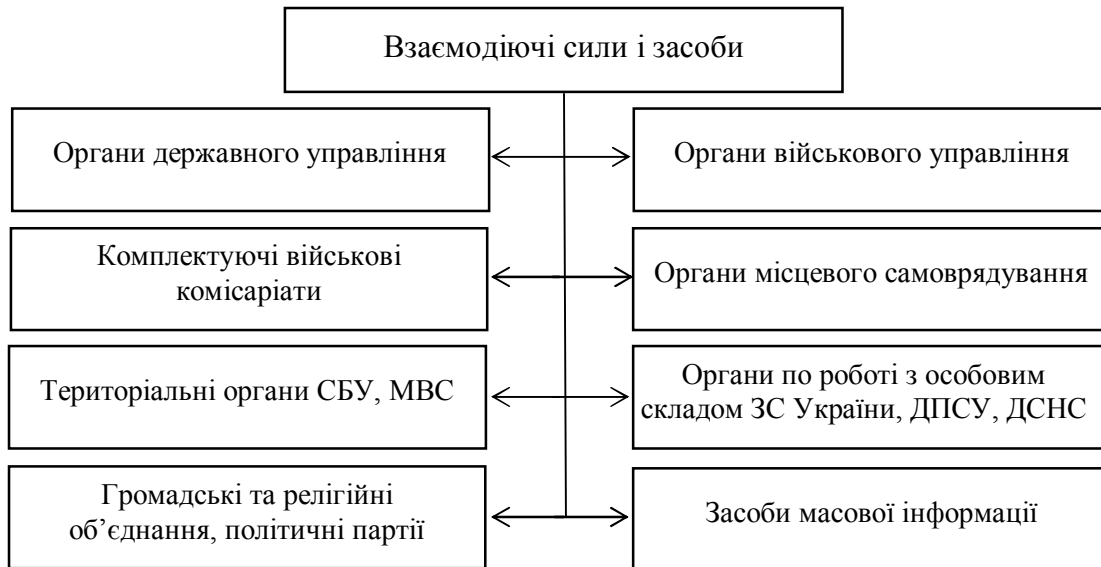 Взаємодіючі сили і засоби
Органи державного управління
Органи військового управління
Комплектуючі військові
комісаріати
Органи місцевого самоврядування
Територіальні органи СБУ, МВС
Органи по роботі з особовим
складом ЗС України, ДПСУ, ДСНС
Громадські та релігійні
об’єднання, політичні партії
Засоби масової інформації